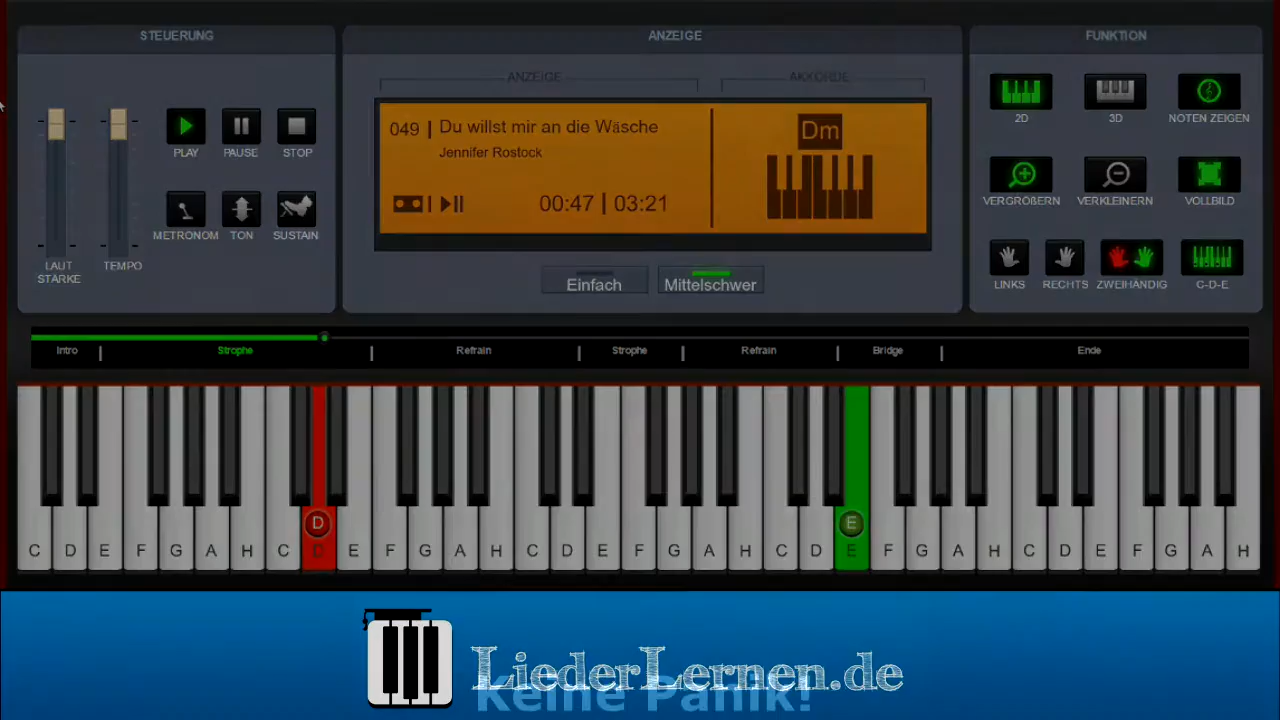 STEUERUNG
ANZEIGE
FUNKTION
ANZEIGE
AKKORDE
049 | Du willst mir an die Wäsche
Jennifer Rostock
Dm
00:47 | 03:21
PLAY
PAUSE
STOP
METRONOM
TON
SUSTAIN
LAUT
STÄRKE
TEMPO
Einfach
Mittelschwer
2D
3D
NOTEN ZEIGEN
VERGRÖßERN
VERKLEINERN
VOLLBILD
LINKS
RECHTS
ZWEIHÄNDIG
C-D-E
Intro
Strophe
Refrain
Strophe
Refrain
Bridge
Ende
D
E
C D E F G A H C D E F G A H C D E F G A H C D E F G A H C D E F G A H
LiederLernen.de
Keine Panik!